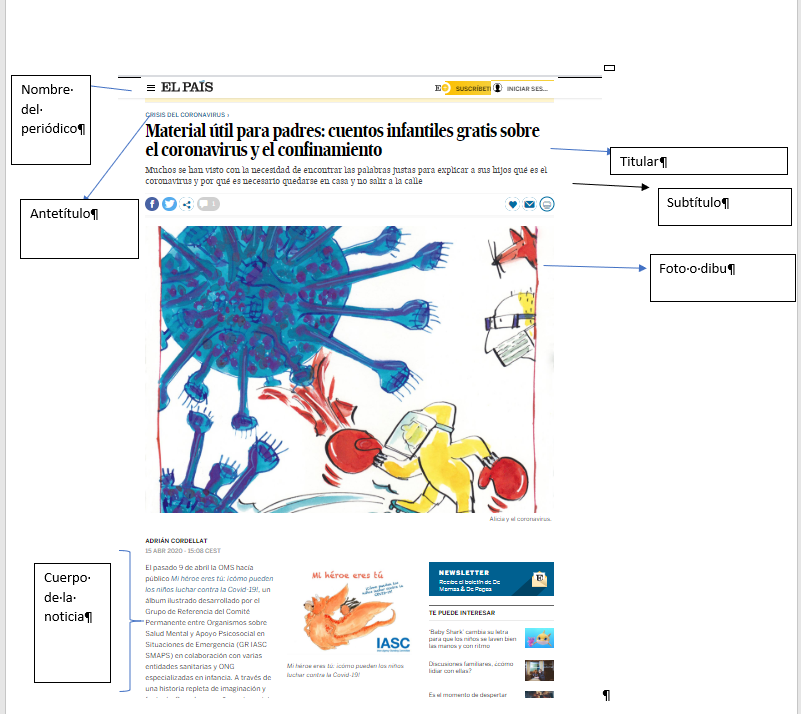 Nombre·
del·
periódico¶
EL PAÍS
SUSCRÍBETE
INICIAR SES...
CRISIS DEL CORONAVIRUS ›
Material útil para padres: cuentos infantiles gratis sobre
el coronavirus y el confinamiento
Muchos se han visto con la necesidad de encontrar las palabras justas para explicar a sus hijos qué es el
coronavirus y por qué es necesario quedarse en casa y no salir a la calle
Titular¶
Subtítulo¶
Antetítulo¶
1
Foto·o·dibu¶
Alicia y el coronavirus.
ADRIÁN CORDELLAT
15 ABR 2020 - 15:08 CEST
Cuerpo·
de·la·
noticia¶
El pasado 9 de abril la OMS hacía
público Mi héroe eres tú, ¡cómo pueden
los niños luchar contra la Covid-19!, un
álbum ilustrado desarrollado por el
Grupo de Referencia del Comité
Permanente entre Organismos sobre
Salud Mental y Apoyo Psicosocial en
Situaciones de Emergencia (GR IASC
SMAPS) en colaboración con varias
entidades sanitarias y ONG
especializadas en infancia. A través de
una historia repleta de imaginación y
Mi héroe eres tú
¿Cómo pueden los
niños luchar contra la
COVID-19?
IASC
Mi héroe eres tú: ¡cómo pueden los niños
luchar contra la Covid-19!
NEWSLETTER
Recibe el boletín de De
Mamas & De Papas
TE PUEDE INTERESAR
'Baby Shark' cambia su letra
para que los niños se laven bien
las manos y con ritmo
Discusiones familiares, ¿cómo
lidiar con ellas?
Es el momento de despertar
¶